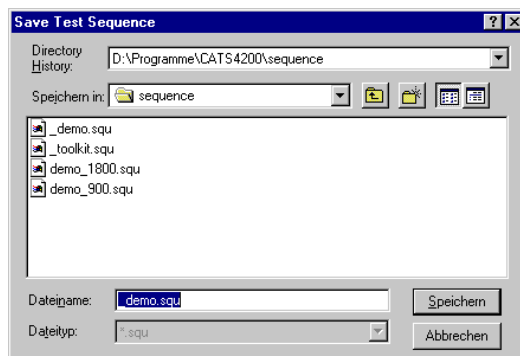 Save Test Sequence
Directory
History:
D:\Programme\CATS4200\sequence
Speichern in:
sequence
_demo.squ
_toolkit.squ
demo_1800.squ
demo_900.squ
Dateiname:
_demo.squ
Speichern
Dateityp:
*.squ
Abbrechen